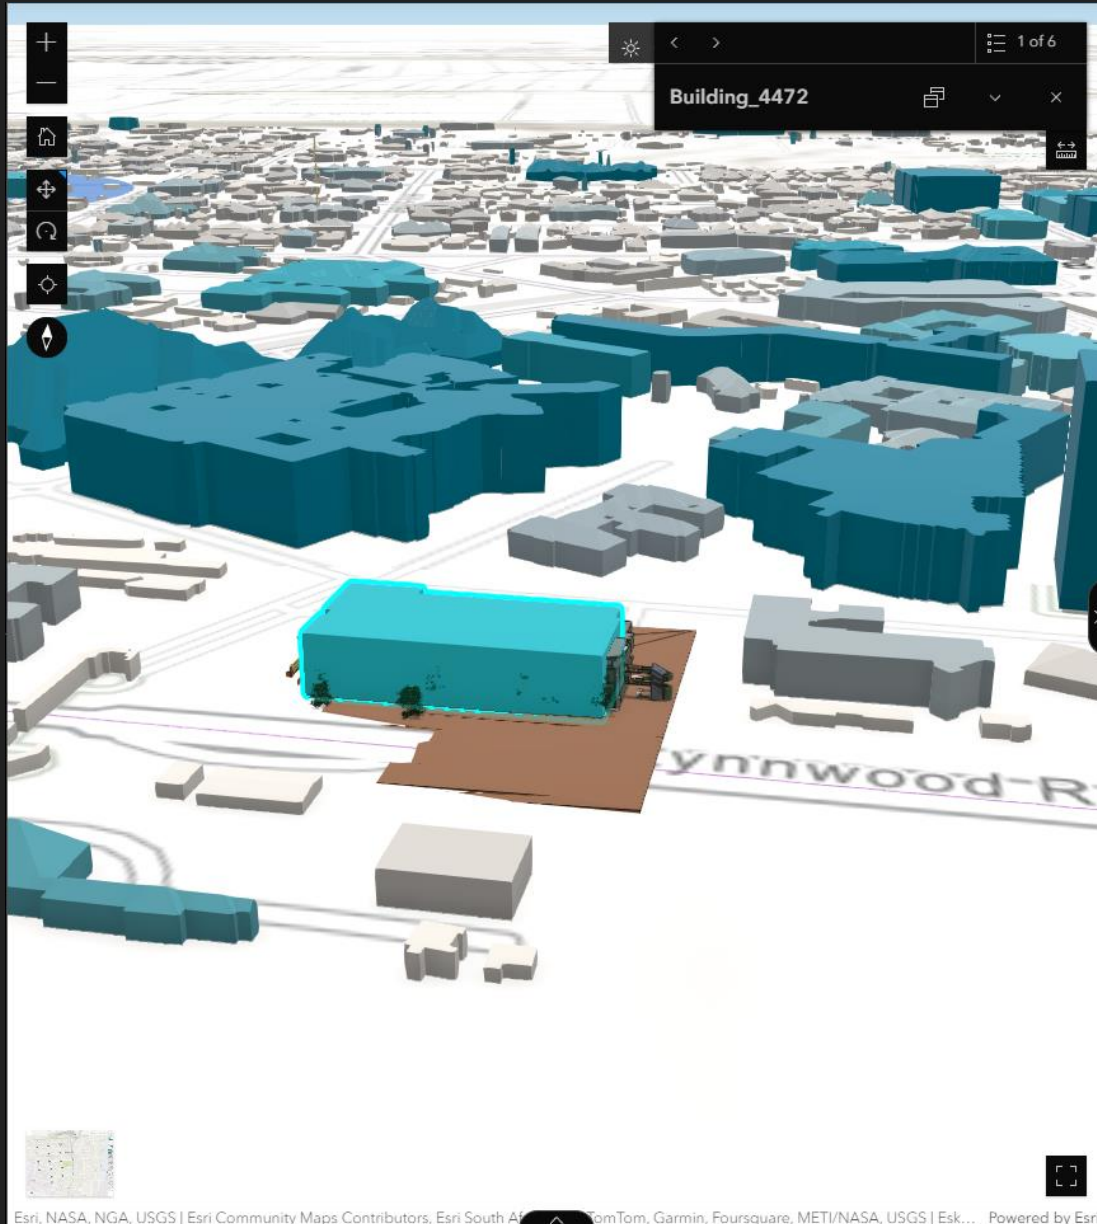 1 of 6
Building_4472
ynnwood-R
Esri, NASA, NGA, USGS | Esri Community Maps Contributors, Esri South Af TomTom, Garmin, Foursquare, METI/NASA, USGS | Esk... Powered by Esr